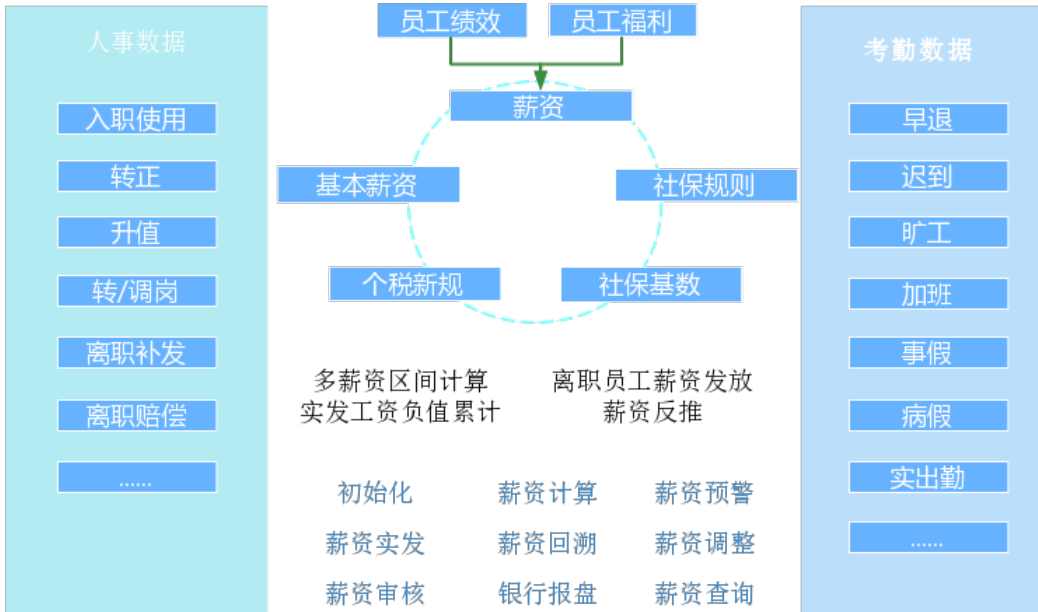 人事数据
入职使用
转正
升值
转/调岗
离职补发
离职赔偿
......
员工绩效
员工福利
薪资
基本薪资
社保规则
个税新规
社保基数
多薪资区间计算
实发工资负值累计
离职员工薪资发放
薪资反推
初始化 薪资计算 薪资预警
薪资实发 薪资回溯 薪资调整
薪资审核 银行报盘 薪资查询
考勤数据
早退
迟到
旷工
加班
事假
病假
实出勤
......